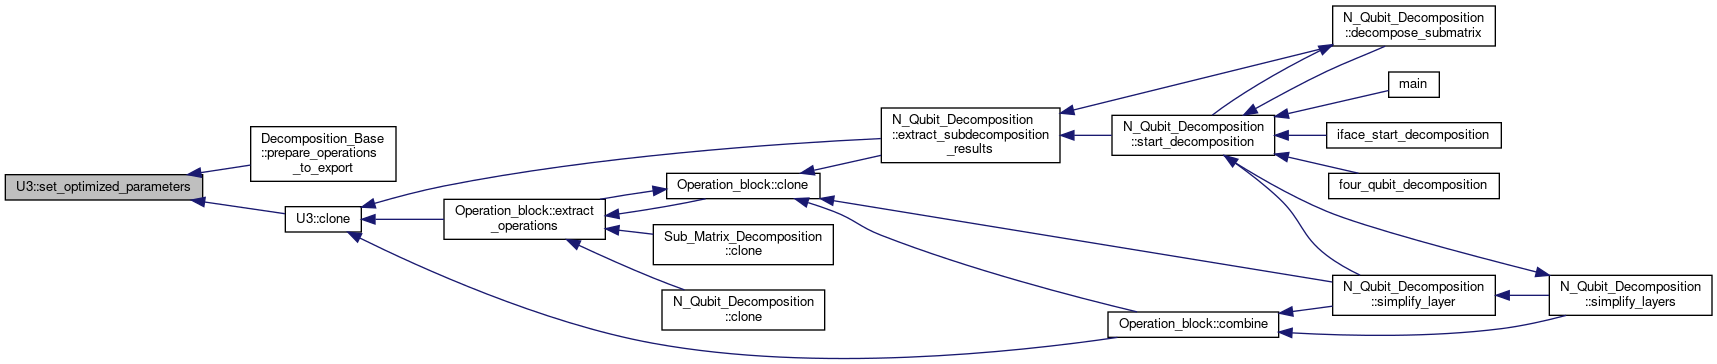 U3::set_optimized_parameters
Decomposition_Base
::prepare_operations
_to_export
U3::clone
Operation_block::extract
_operations
Operation_block::clone
Sub_Matrix_Decomposition
::clone
N_Qubit_Decomposition
::clone
N_Qubit_Decomposition
::extract_subdecomposition
_results
Operation_block::combine
N_Qubit_Decomposition
::start_decomposition
N_Qubit_Decomposition
::decompose_submatrix
main
iface_start_decomposition
four_qubit_decomposition
N_Qubit_Decomposition
::simplify_layer
N_Qubit_Decomposition
::simplify_layers